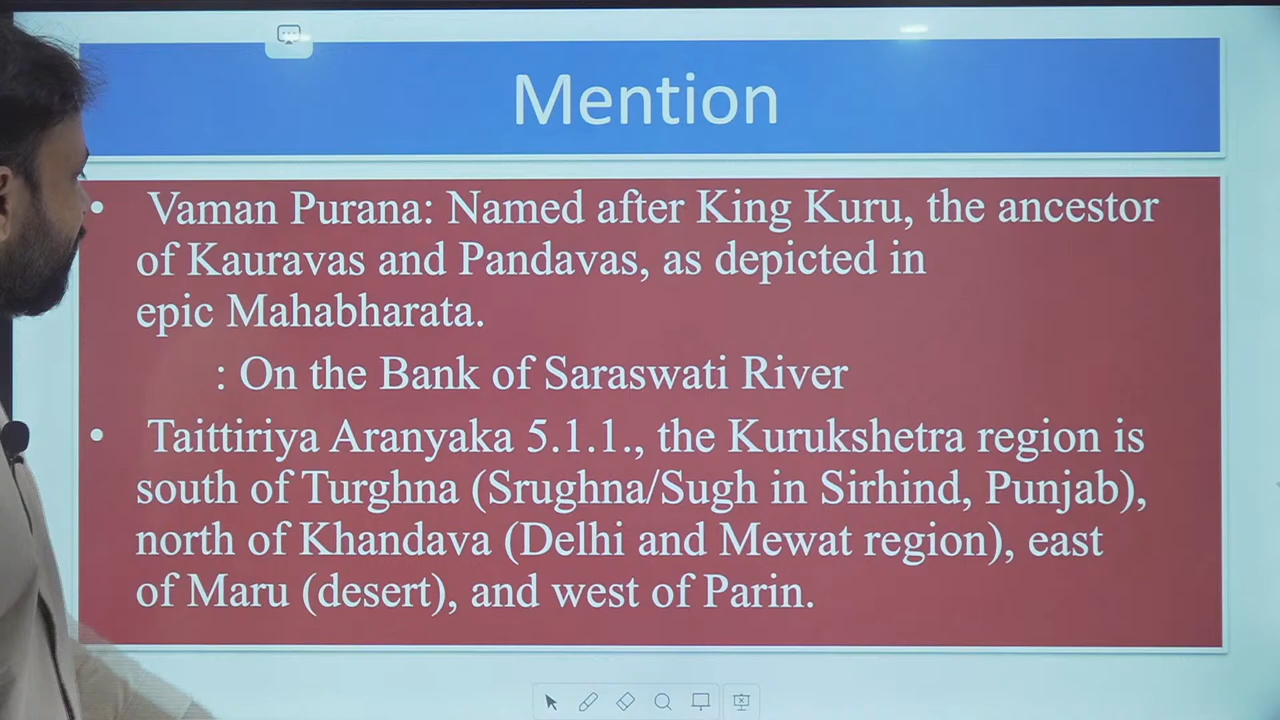 Mention
• Vaman Purana: Named after King Kuru, the ancestor
of Kauravas and Pandavas, as depicted in
epic Mahabharata.
: On the Bank of Saraswati River
• Taittiriya Aranyaka 5.1.1., the Kurukshetra region is
south of Turghna (Srughna/Sugh in Sirhind, Punjab),
north of Khandava (Delhi and Mewat region), east
of Maru (desert), and west of Parin.